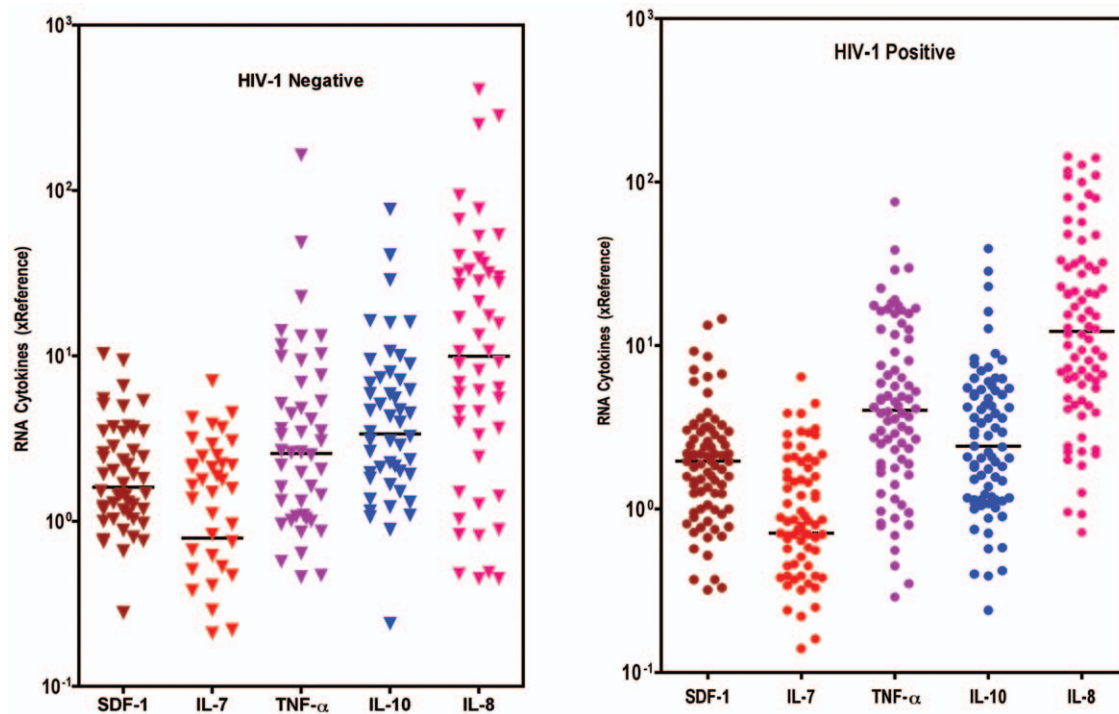 HIV-1 Negative
RNA Cytokines (xReference)
10³
10²
10¹
10⁰
10⁻¹
SDF-1 IL-7 TNF-α IL-10 IL-8
HIV-1 Positive
RNA Cytokines (xReference)
10³
10²
10¹
10⁰
10⁻¹
SDF-1 IL-7 TNF-α IL-10 IL-8